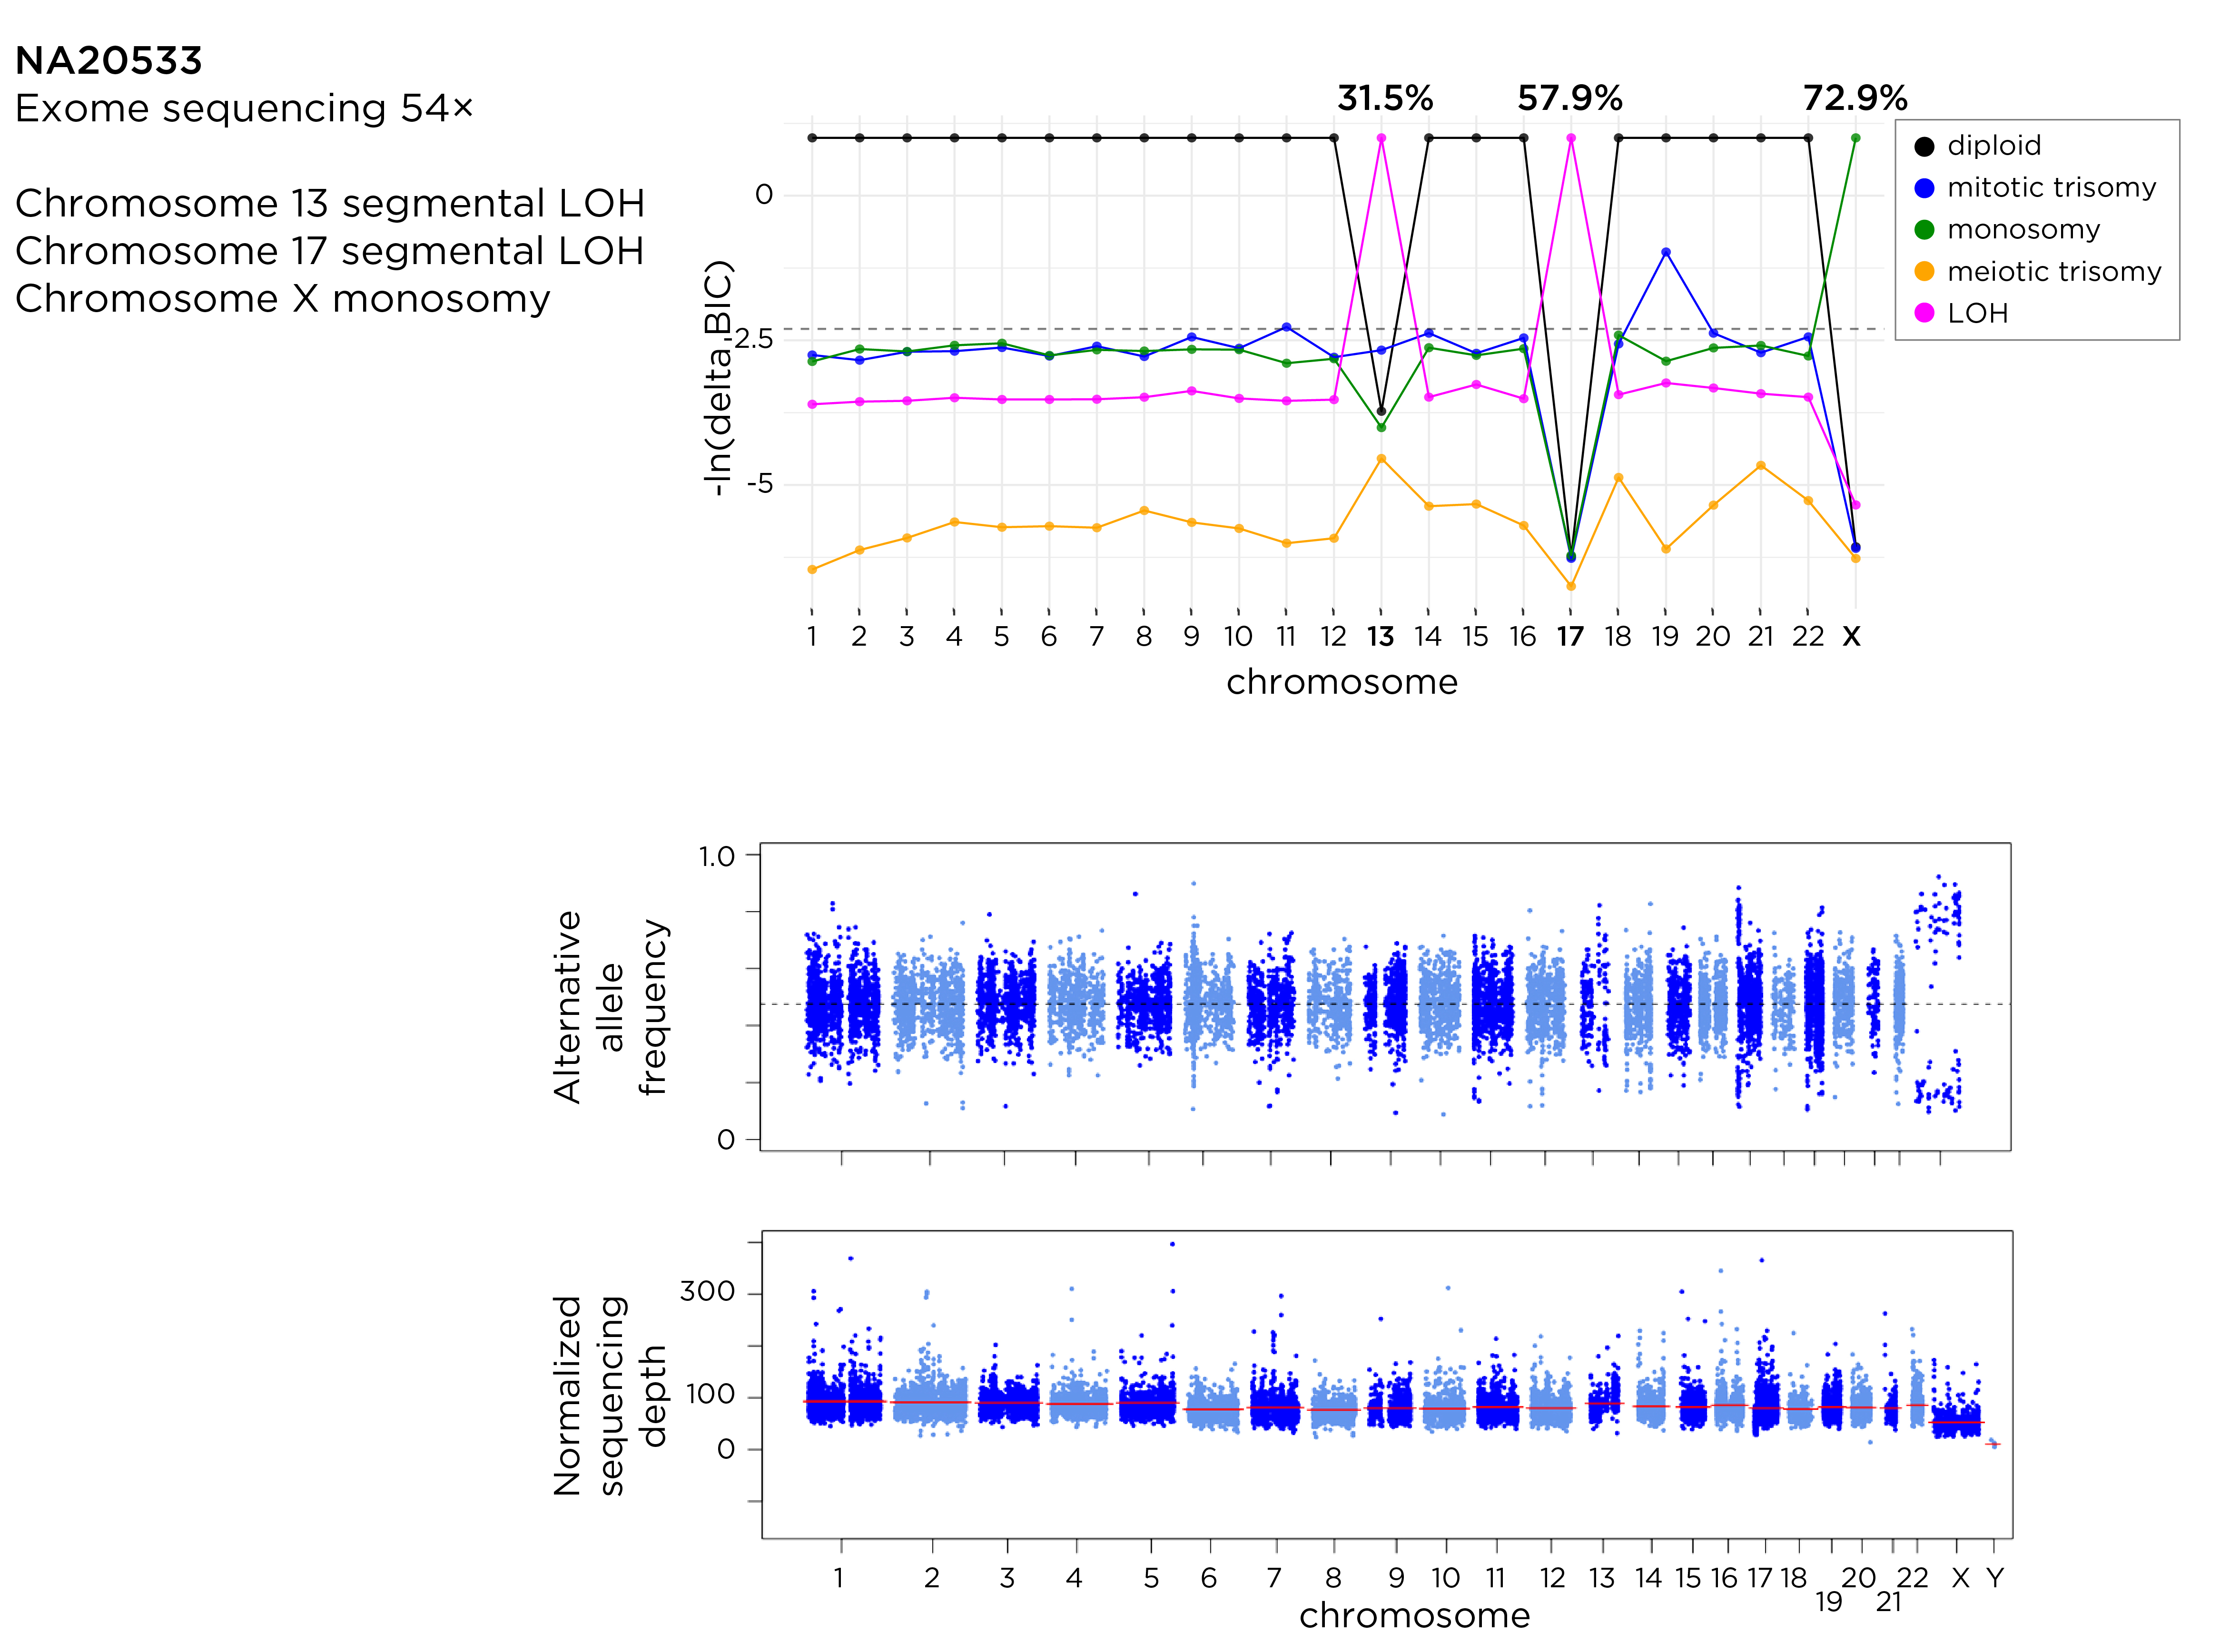 NA20533
Exome sequencing 54×
Chromosome 13 segmental LOH
Chromosome 17 segmental LOH
Chromosome X monosomy
31.5% 57.9% 72.9%
diploid
mitotic trisomy
monosomy
meiotic trisomy
LOH
-ln(delta BIC)
0
-2.5
-5
1 2 3 4 5 6 7 8 9 10 11 12 13 14 15 16 17 18 19 20 21 22 X
chromosome
Alternative
allele
frequency
1.0
0
Normalized
sequencing
depth
300
100
0
1 2 3 4 5 6 7 8 9 10 11 12 13 14 15 16 17 18 20 22 X Y
19 21
chromosome